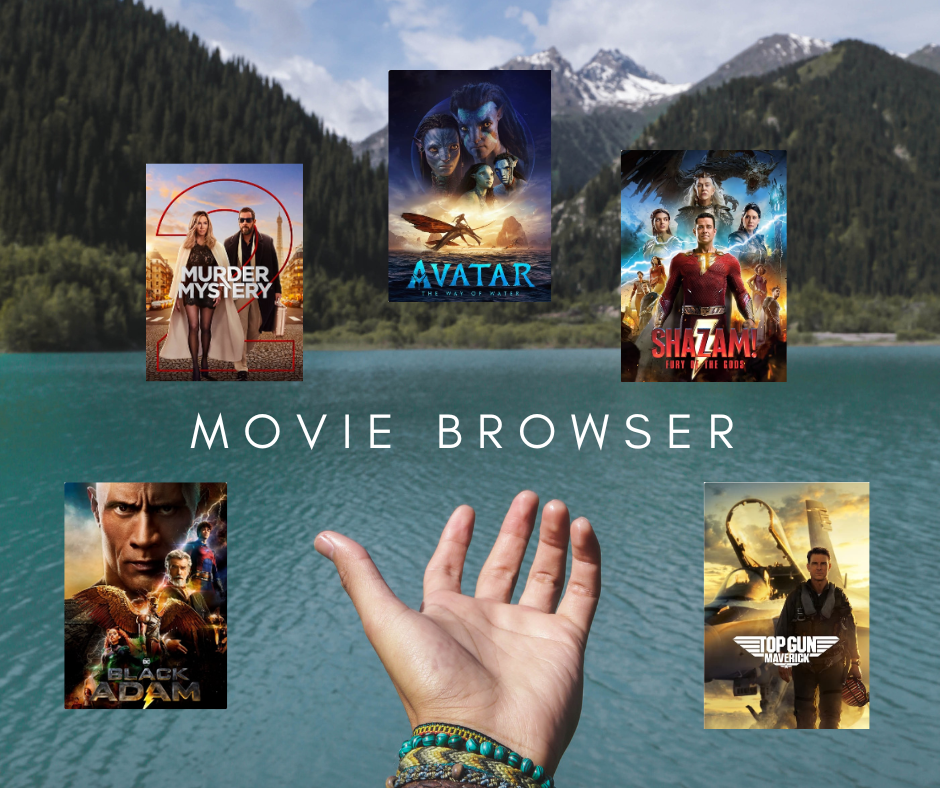 AVATAR
THE WAY OF WATER
2
MURDER
MYSTERY
SHAZAM!
FURY OF THE GODS
MOVIE BROWSER
DC
BLACK
ADAM
TOP GUN
MAVERICK